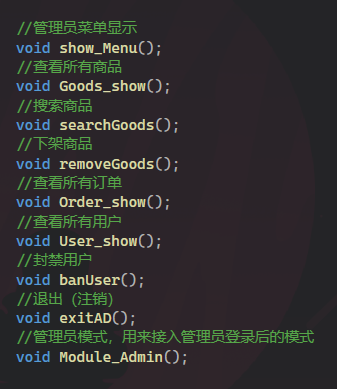 //管理员菜单显示
void show_Menu();
//查看所有商品
void Goods_show();
//搜索商品
void searchGoods();
//下架商品
void removeGoods();
//查看所有订单
void Order_show();
//查看所有用户
void User_show();
//封禁用户
void banUser();
//退出（注销）
void exitAD();
//管理员模式，用来接入管理员登录后的模式
void Module_Admin();